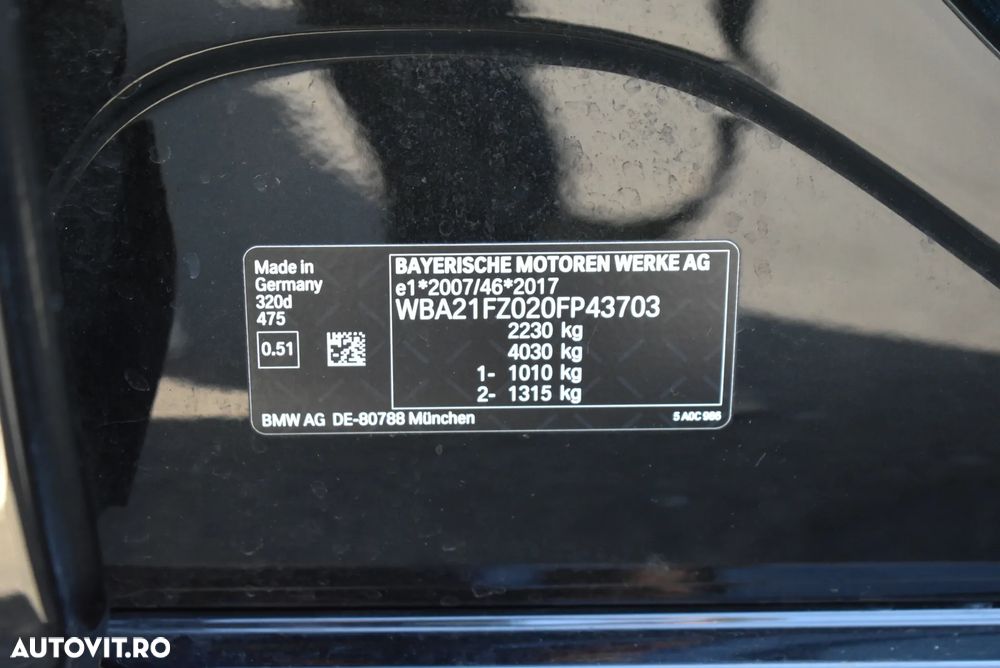 Made in
Germany
320d
475
0.51
BAYERISCHE MOTOREN WERKE AG
e1*2007/46*2017
WBA21FZ020FP43703
2230 kg
4030 kg
1- 1010 kg
2- 1315 kg
BMW AG DE-80788 München
5 A0C 986
AUTOVIT.RO